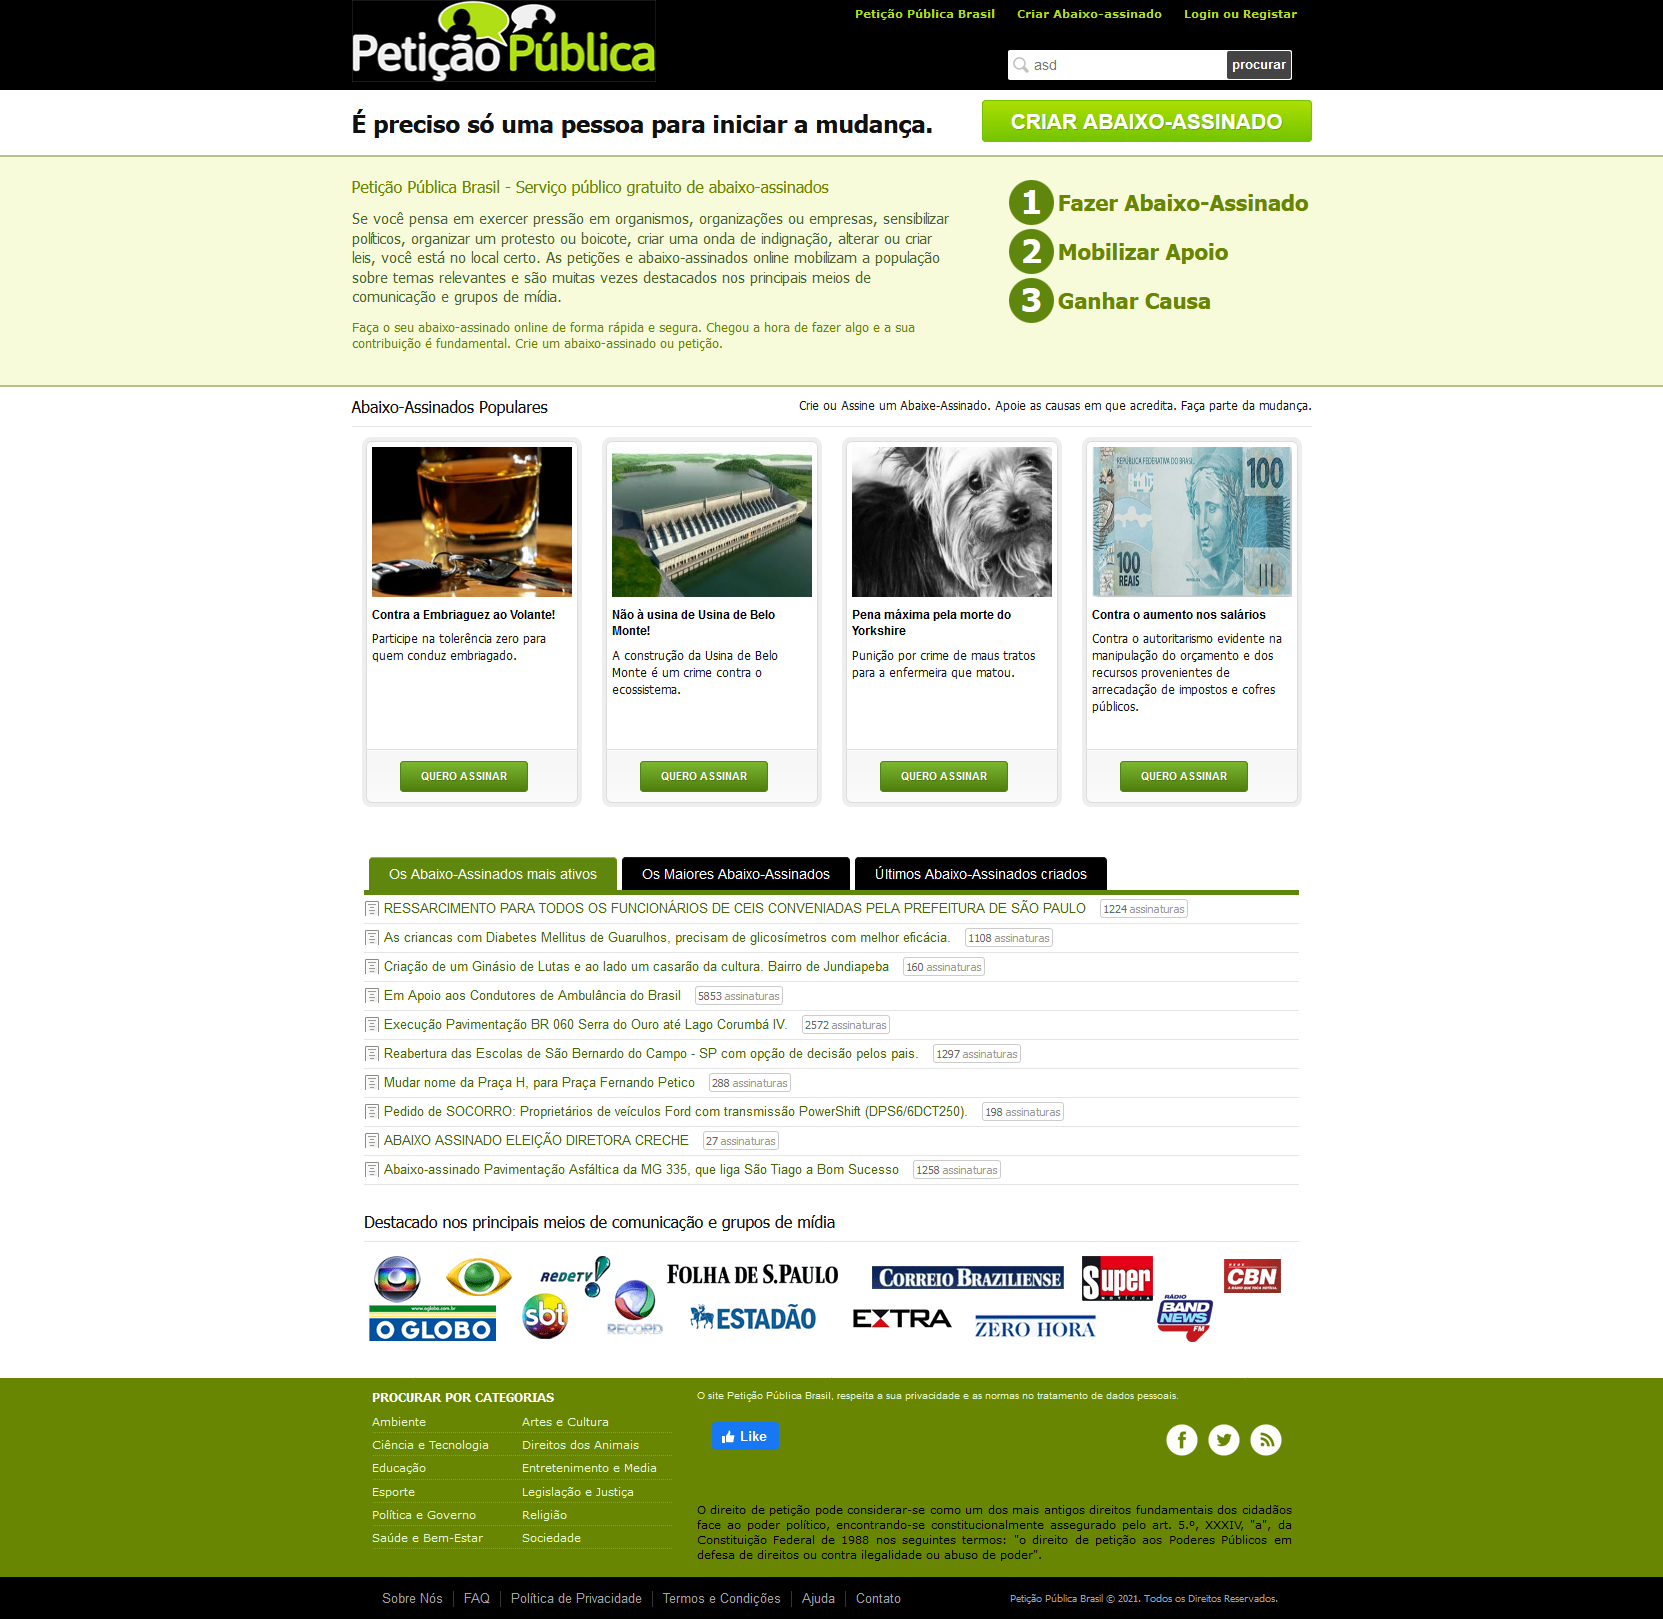 Petição Pública
Petição Pública Brasil Criar Abaixo-assinado Login ou Registar
asd procurar
É preciso só uma pessoa para iniciar a mudança.
CRIAR ABAIXO-ASSINADO
Petição Pública Brasil - Serviço público gratuito de abaixo-assinados
Se você pensa em exercer pressão em organismos, organizações ou empresas, sensibilizar
políticos, organizar um protesto ou boicote, criar uma onda de indignação, alterar ou criar
leis, você está no local certo. As petições e abaixo-assinados online mobilizam a população
sobre temas relevantes e são muitas vezes destacados nos principais meios de
comunicação e grupos de mídia.
Faça o seu abaixo-assinado online de forma rápida e segura. Chegou a hora de fazer algo e a sua
contribuição é fundamental. Crie um abaixo-assinado ou petição.
1 Fazer Abaixo-Assinado
2 Mobilizar Apoio
3 Ganhar Causa
Abaixo-Assinados Populares
Crie ou Assine um Abaixe-Assinado. Apoie as causas em que acredita. Faça parte da mudança.
Contra a Embriaguez ao Volante!
Participe na tolerência zero para
quem conduz embriagado.
QUERO ASSINAR
Não à usina de Usina de Belo
Monte!
A construção da Usina de Belo
Monte é um crime contra o
ecossistema.
QUERO ASSINAR
Pena máxima pela morte do
Yorkshire
Punição por crime de maus tratos
para a enfermeira que matou.
QUERO ASSINAR
REPÚBLICA FEDERATIVA DO BRASIL
100
100
REAIS
Contra o aumento nos salários
Contra o autoritarismo evidente na
manipulação do orçamento e dos
recursos provenientes de
arrecadação de impostos e cofres
públicos.
QUERO ASSINAR
Os Abaixo-Assinados mais ativos
Os Maiores Abaixo-Assinados
Últimos Abaixo-Assinados criados
RESSARCIMENTO PARA TODOS OS FUNCIONÁRIOS DE CEIS CONVENIADAS PELA PREFEITURA DE SÃO PAULO 1224 assinaturas
As criancas com Diabetes Mellitus de Guarulhos, precisam de glicosímetros com melhor eficácia. 1108 assinaturas
Criação de um Ginásio de Lutas e ao lado um casarão da cultura. Bairro de Jundiapeba 160 assinaturas
Em Apoio aos Condutores de Ambulância do Brasil 5853 assinaturas
Execução Pavimentação BR 060 Serra do Ouro até Lago Corumbá IV. 2572 assinaturas
Reabertura das Escolas de São Bernardo do Campo - SP com opção de decisão pelos pais. 1297 assinaturas
Mudar nome da Praça H, para Praça Fernando Petico 288 assinaturas
Pedido de SOCORRO: Proprietários de veículos Ford com transmissão PowerShift (DPS6/6DCT250). 198 assinaturas
ABAIXO ASSINADO ELEIÇÃO DIRETORA CRECHE 27 assinaturas
Abaixo-assinado Pavimentação Asfáltica da MG 335, que liga São Tiago a Bom Sucesso 1258 assinaturas
Destacado nos principais meios de comunicação e grupos de mídia
REDETV!
FOLHA DE S.PAULO
CORREIO BRAZILIENSE
Super
NOTÍCIA
CBN
A RÁDIO QUE TOCA NOTÍCIA.
www.oglobo.com.br
O GLOBO
sbt
RECORD
ESTADÃO
EXTRA
ZERO HORA
RÁDIO
BAND
NEWS
FM
PROCURAR POR CATEGORIAS
Ambiente Artes e Cultura
Ciência e Tecnologia Direitos dos Animais
Educação Entretenimento e Media
Esporte Legislação e Justiça
Política e Governo Religião
Saúde e Bem-Estar Sociedade
O site Petição Pública Brasil, respeita a sua privacidade e as normas no tratamento de dados pessoais.
Like
O direito de petição pode considerar-se como um dos mais antigos direitos fundamentais dos cidadãos
face ao poder político, encontrando-se constitucionalmente assegurado pelo art. 5.º, XXXIV, "a", da
Constituição Federal de 1988 nos seguintes termos: "o direito de petição aos Poderes Públicos em
defesa de direitos ou contra ilegalidade ou abuso de poder".
Sobre Nós FAQ Política de Privacidade Termos e Condições Ajuda Contato
Petição Pública Brasil © 2021. Todos os Direitos Reservados.